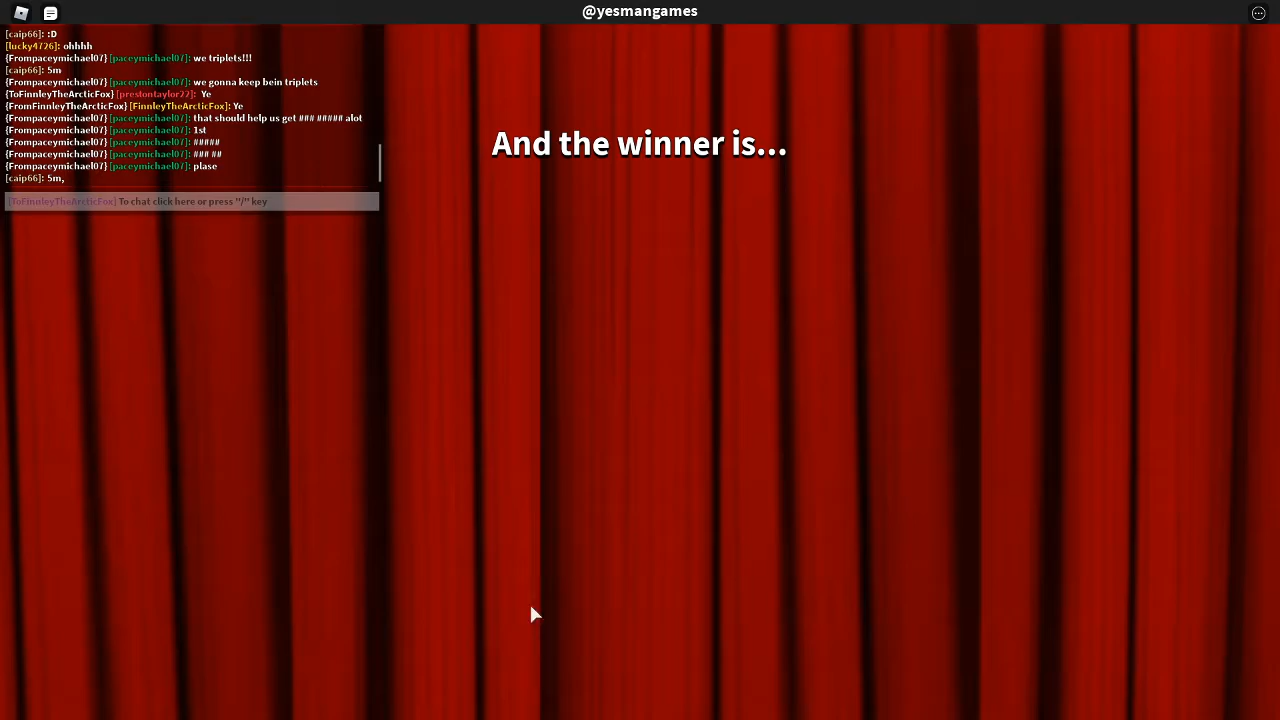 @yesmangames
[caip66]: :D
[lucky4726]: ohhhh
{Frompaceymichael07} [paceymichael07]: we triplets!!!
[caip66]: 5m
{Frompaceymichael07} [paceymichael07]: we gonna keep bein triplets
{ToFinnleyTheArcticFox} [prestontaylor22]: Ye
{FromFinnleyTheArcticFox} [FinnleyTheArcticFox]: Ye
{Frompaceymichael07} [paceymichael07]: that should help us get ### ##### alot
{Frompaceymichael07} [paceymichael07]: 1st
{Frompaceymichael07} [paceymichael07]: #####
{Frompaceymichael07} [paceymichael07]: ### ##
{Frompaceymichael07} [paceymichael07]: plase
[caip66]: 5m,
[ToFinnleyTheArcticFox] To chat click here or press "/" key
And the winner is...